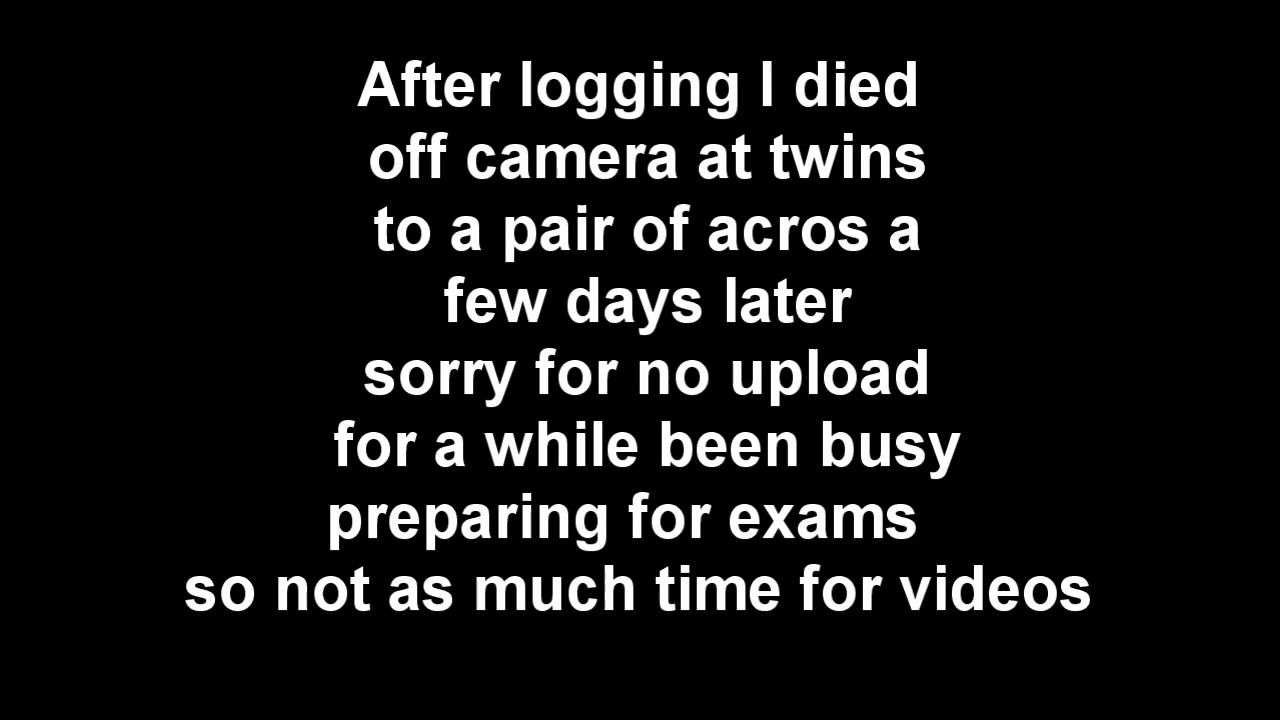 After logging I died
off camera at twins
to a pair of acros a
few days later
sorry for no upload
for a while been busy
preparing for exams
so not as much time for videos